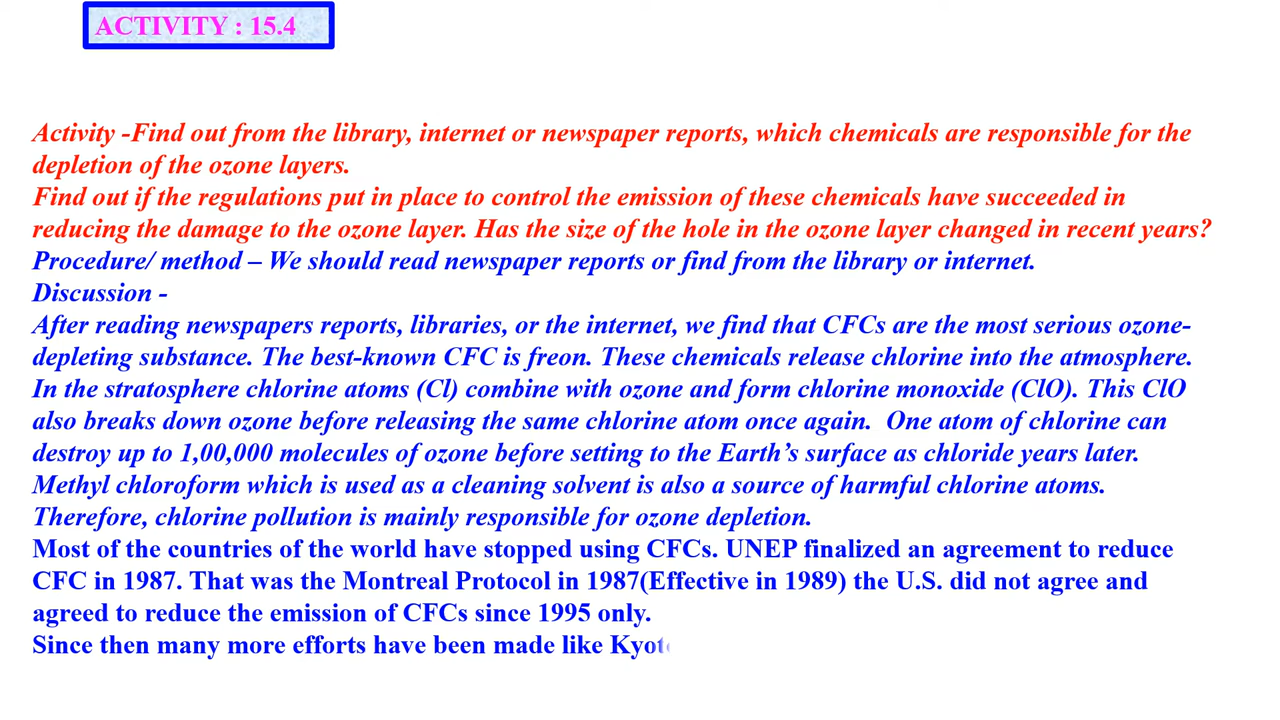 ACTIVITY : 15.4
Activity -Find out from the library, internet or newspaper reports, which chemicals are responsible for the
depletion of the ozone layers.
Find out if the regulations put in place to control the emission of these chemicals have succeeded in
reducing the damage to the ozone layer. Has the size of the hole in the ozone layer changed in recent years?
Procedure/ method – We should read newspaper reports or find from the library or internet.
Discussion -
After reading newspapers reports, libraries, or the internet, we find that CFCs are the most serious ozone-
depleting substance. The best-known CFC is freon. These chemicals release chlorine into the atmosphere.
In the stratosphere chlorine atoms (Cl) combine with ozone and form chlorine monoxide (ClO). This ClO
also breaks down ozone before releasing the same chlorine atom once again. One atom of chlorine can
destroy up to 1,00,000 molecules of ozone before setting to the Earth's surface as chloride years later.
Methyl chloroform which is used as a cleaning solvent is also a source of harmful chlorine atoms.
Therefore, chlorine pollution is mainly responsible for ozone depletion.
Most of the countries of the world have stopped using CFCs. UNEP finalized an agreement to reduce
CFC in 1987. That was the Montreal Protocol in 1987(Effective in 1989) the U.S. did not agree and
agreed to reduce the emission of CFCs since 1995 only.
Since then many more efforts have been made like